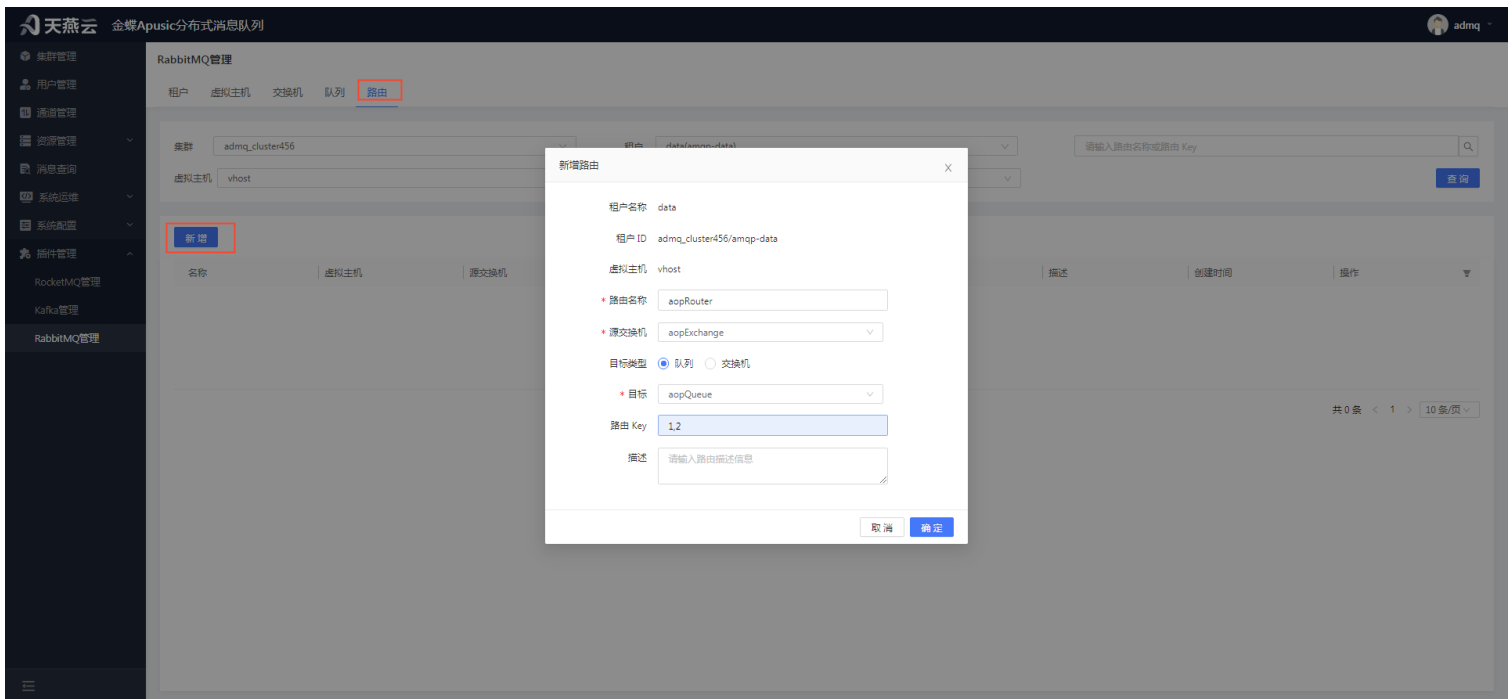 天燕云 金蝶Apusic分布式消息队列
admq
集群管理
用户管理
通道管理
资源管理
消息查询
系统运维
系统配置
插件管理
RocketMQ管理
Kafka管理
RabbitMQ管理
RabbitMQ管理
租户 虚拟主机 交换机 队列 路由
集群 admq_cluster456 租户 data(amqp-data) 请输入路由名称或路由 Key
虚拟主机 vhost 查 询
新 增
名称 虚拟主机 源交换机 描述 创建时间 操作
共 0 条 < 1 > 10 条/页
新增路由
租户名称 data
租户 ID admq_cluster456/amqp-data
虚拟主机 vhost
* 路由名称 aopRouter
* 源交换机 aopExchange
目标类型 队列 交换机
* 目标 aopQueue
路由 Key 1,2
描述 请输入路由描述信息
取 消 确 定